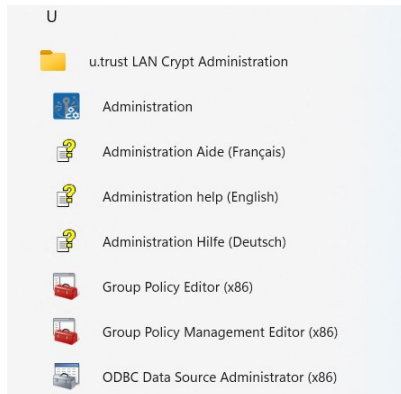 U
u.trust LAN Crypt Administration
Administration
Administration Aide (Français)
Administration help (English)
Administration Hilfe (Deutsch)
Group Policy Editor (x86)
Group Policy Management Editor (x86)
ODBC Data Source Administrator (x86)